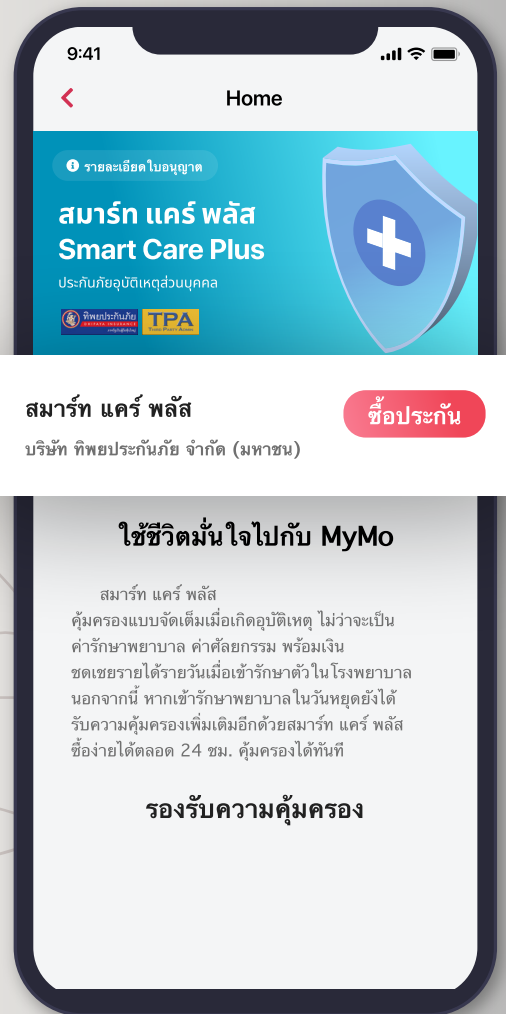 9:41
Home
รายละเอียดใบอนุญาต
สมาร์ท แคร์ พลัส
Smart Care Plus
ประกันภัยอุบัติเหตุส่วนบุคคล
ทิพยประกันภัย
DHIPAYA INSURANCE
TPA
สมาร์ท แคร์ พลัส
ซื้อประกัน
บริษัท ทิพยประกันภัย จำกัด (มหาชน)
ใช้ชีวิตมั่นใจไปกับ MyMo
สมาร์ท แคร์ พลัส
คุ้มครองแบบจัดเต็มเมื่อเกิดอุบัติเหตุ ไม่ว่าจะเป็น
ค่ารักษาพยาบาล ค่าศัลยกรรม พร้อมเงิน
ชดเชยรายได้รายวันเมื่อเข้ารักษาตัวในโรงพยาบาล
นอกจากนี้ หากเข้ารักษาพยาบาลในวันหยุดยังได้
รับความคุ้มครองเพิ่มเติมอีกด้วยสมาร์ท แคร์ พลัส
ซื้อง่ายได้ตลอด 24 ชม. คุ้มครองได้ทันที
รองรับความคุ้มครอง